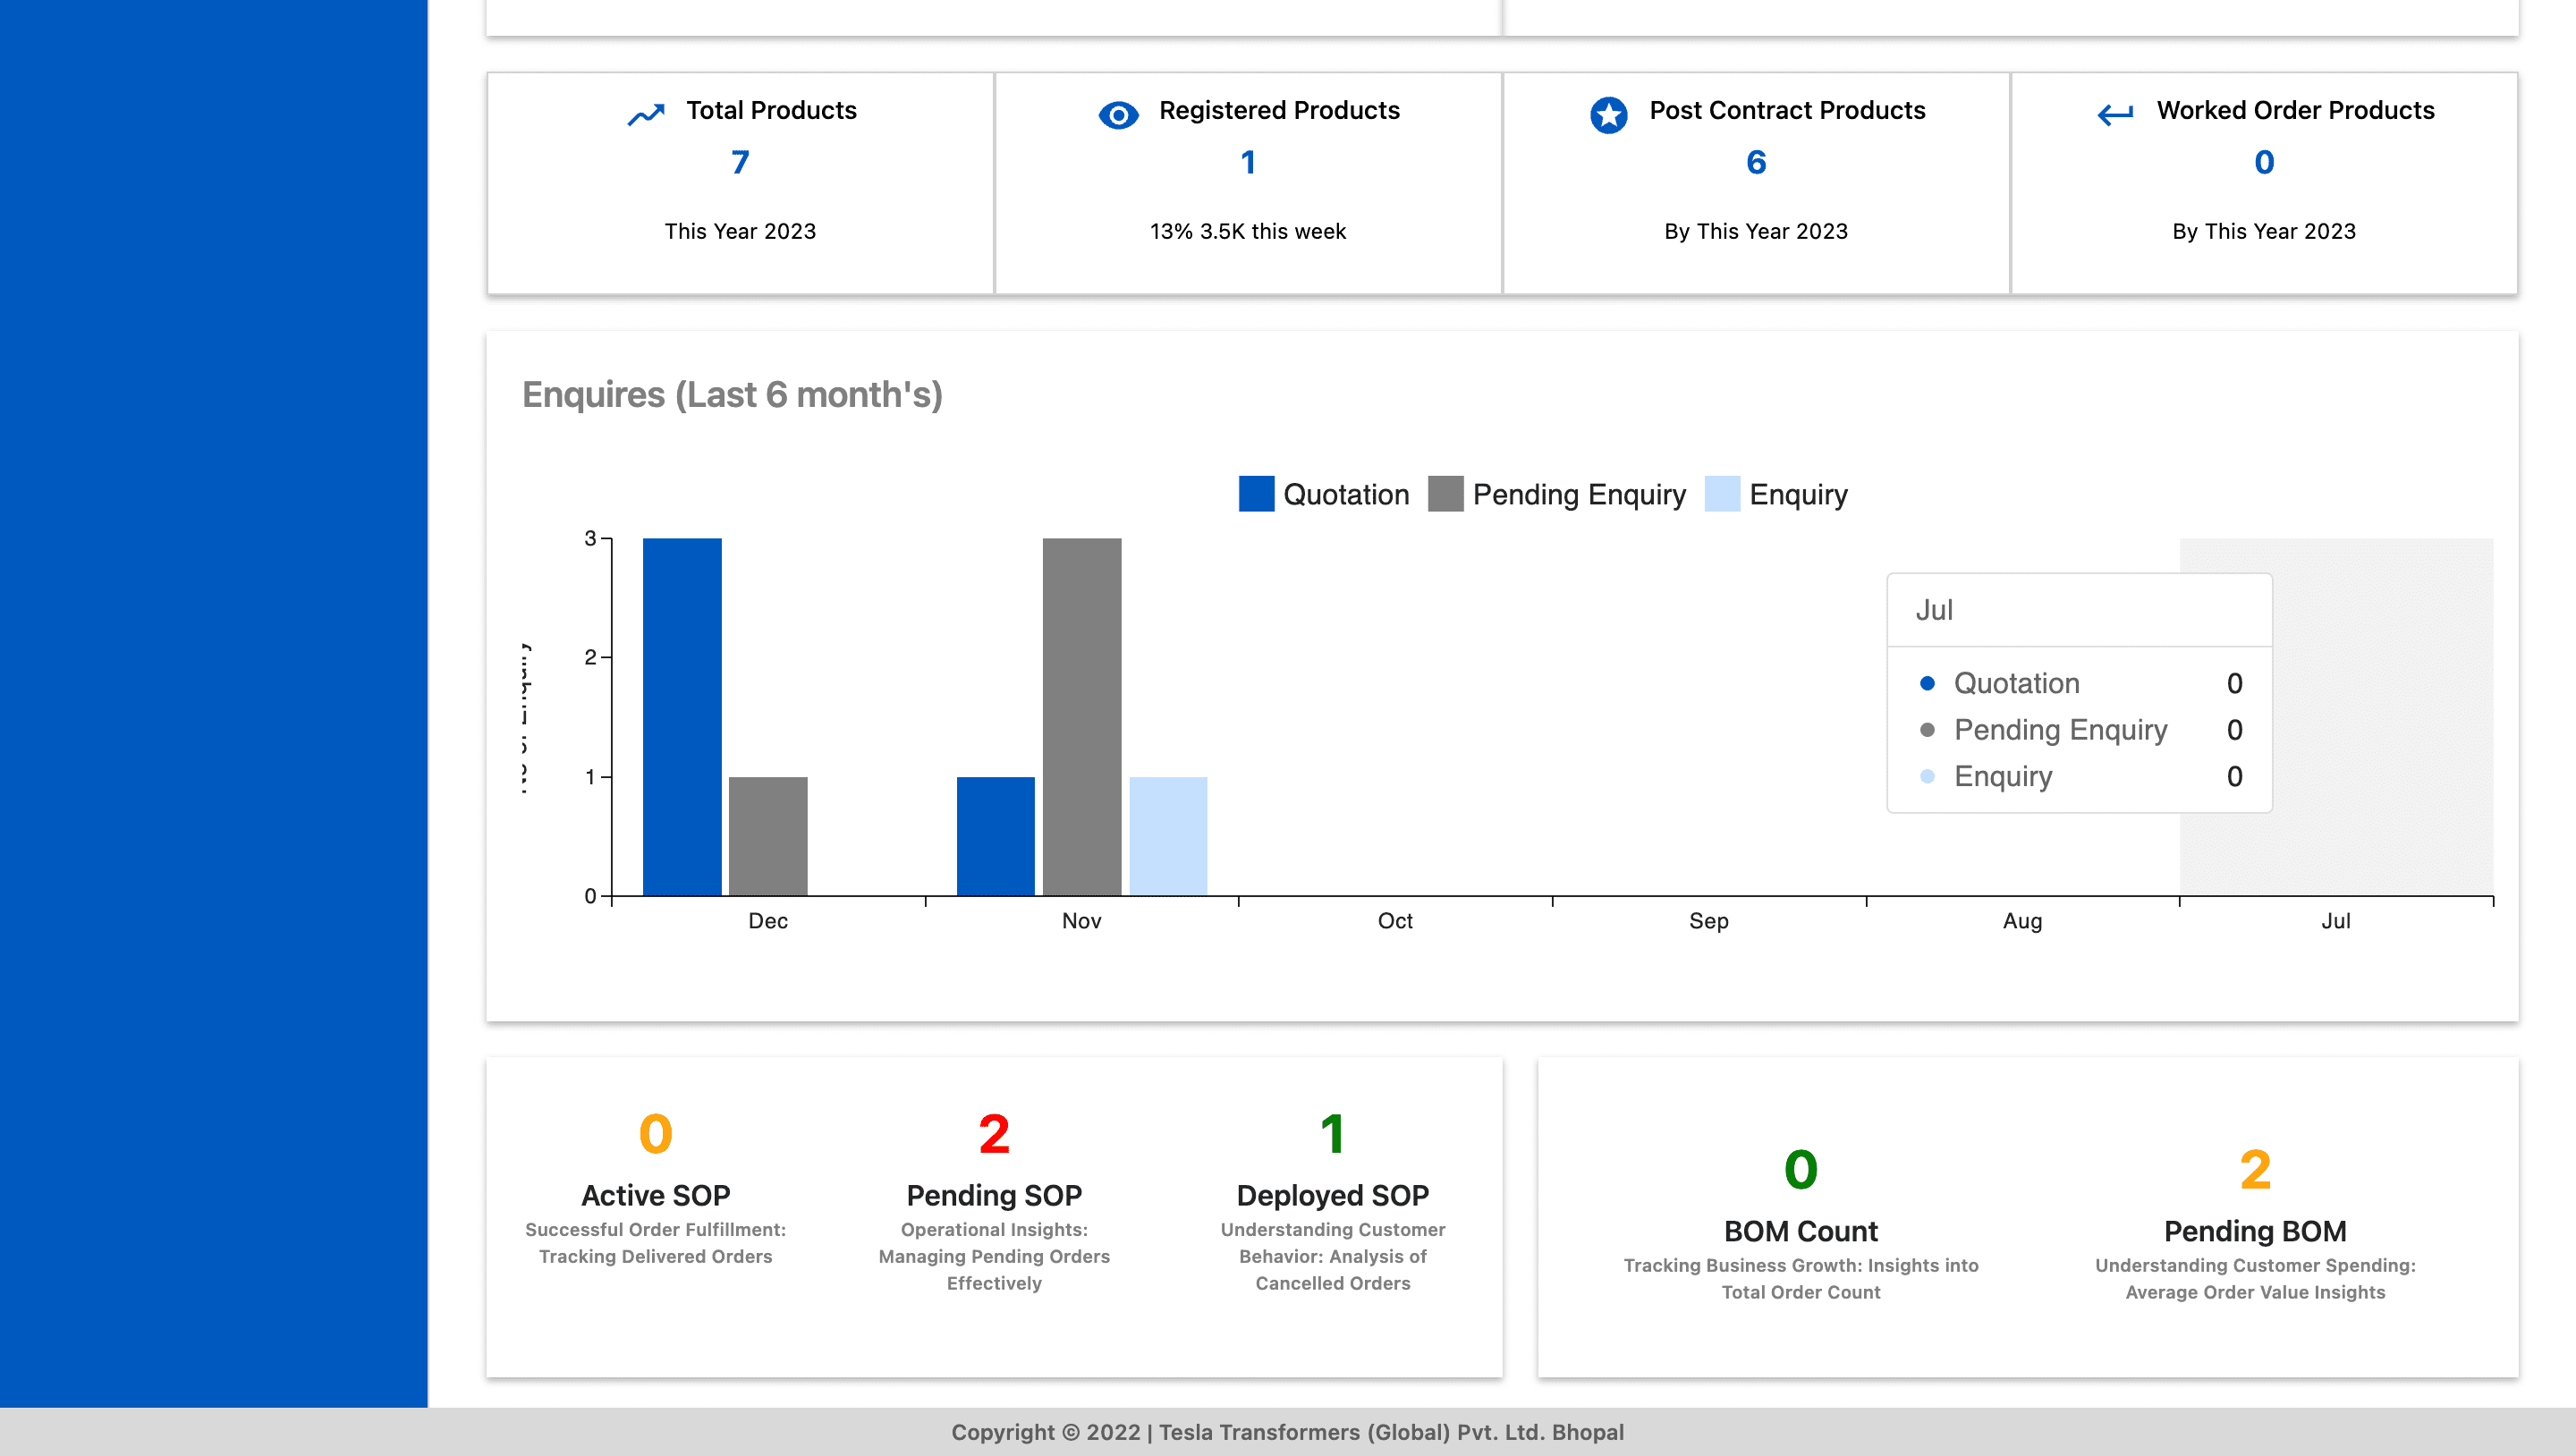 Total Products
7
This Year 2023
Registered Products
1
13% 3.5K this week
Post Contract Products
6
By This Year 2023
Worked Order Products
0
By This Year 2023
Enquires (Last 6 month's)
Quotation Pending Enquiry Enquiry
3
2
1
0
Dec Nov Oct Sep Aug Jul
Jul
Quotation 0
Pending Enquiry 0
Enquiry 0
0
Active SOP
Successful Order Fulfillment:
Tracking Delivered Orders
2
Pending SOP
Operational Insights:
Managing Pending Orders
Effectively
1
Deployed SOP
Understanding Customer
Behavior: Analysis of
Cancelled Orders
0
BOM Count
Tracking Business Growth: Insights into
Total Order Count
2
Pending BOM
Understanding Customer Spending:
Average Order Value Insights
Copyright © 2022 | Tesla Transformers (Global) Pvt. Ltd. Bhopal